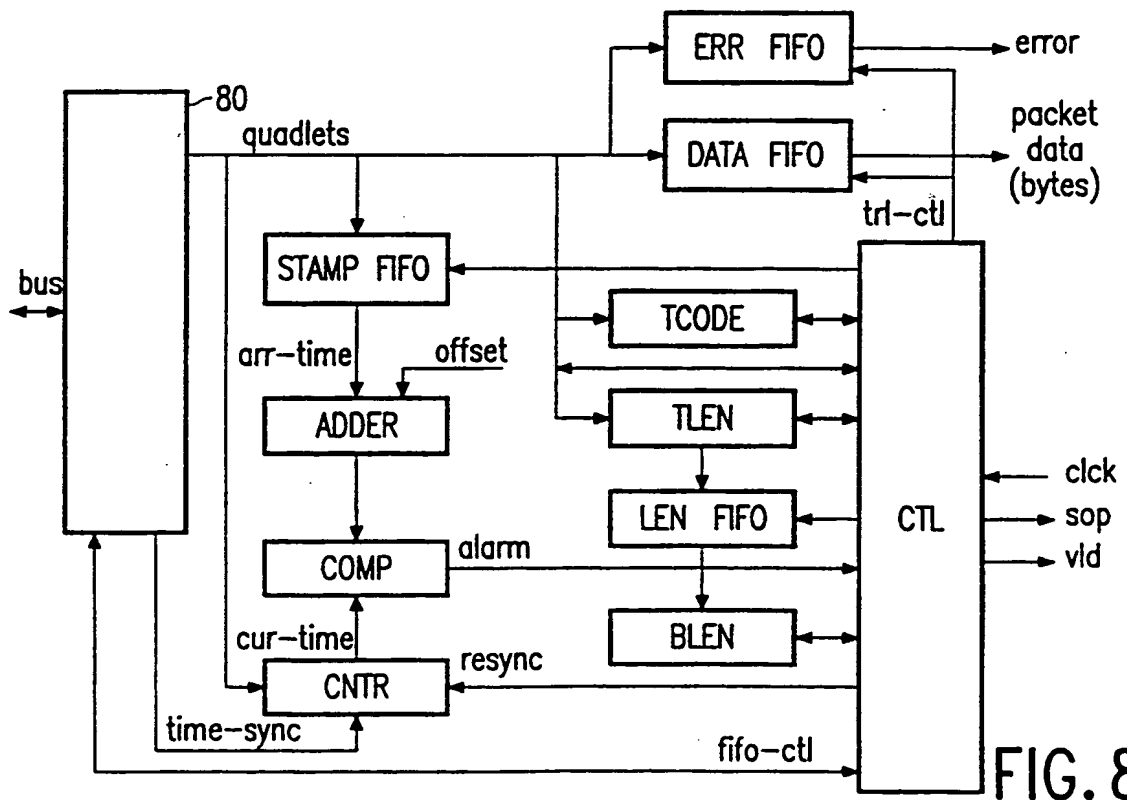 ERR FIFO
error
80
quadlets
DATA FIFO
packet
data
(bytes)
trl-ctl
bus
STAMP FIFO
TCODE
arr-time
offset
ADDER
TLEN
clck
LEN FIFO
CTL
sop
COMP
alarm
vld
cur-time
BLEN
resync
CNTR
time-sync
fifo-ctl
FIG. 8